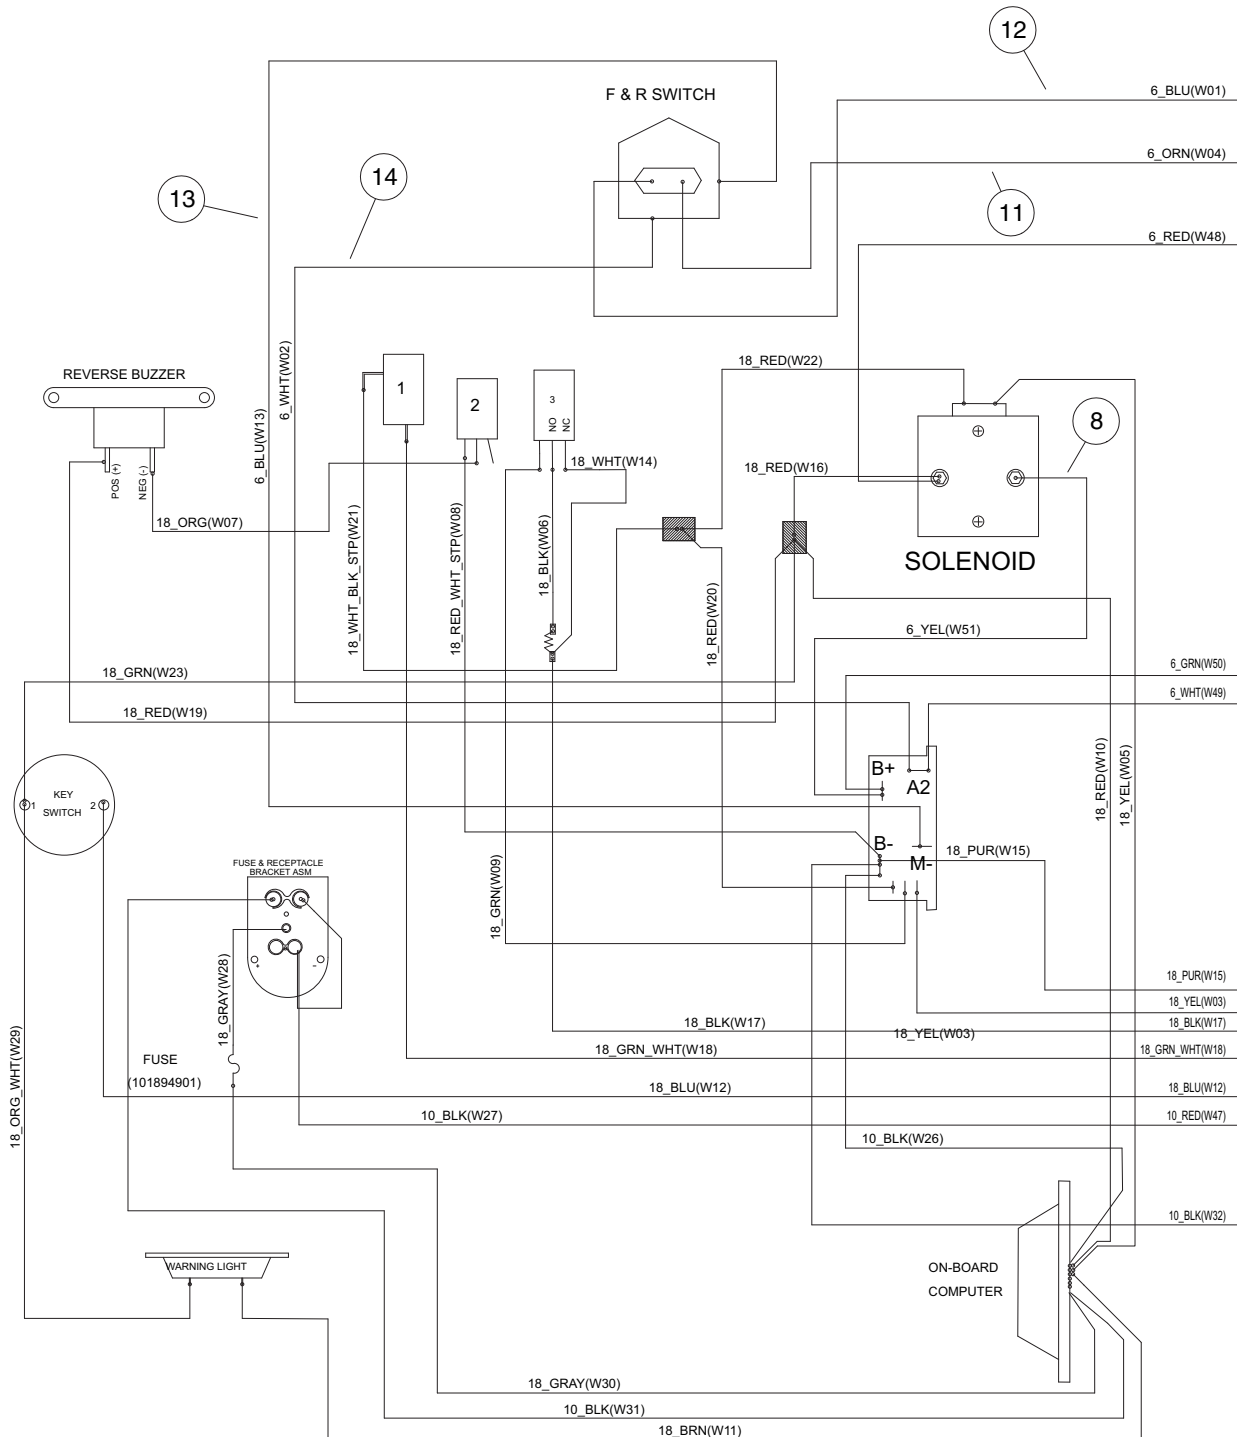 12
6_BLU(W01)
F & R SWITCH
6_ORN(W04)
14
13
11
6_RED(W48)
6_WHT(W02)
6_BLU(W13)
REVERSE BUZZER
POS (+)
NEG (-)
18_ORG(W07)
1
2
3
NO
NC
18_WHT(W14)
18_RED(W22)
8
18_RED(W16)
SOLENOID
18_WHT_BLK_STP(W21)
18_RED_WHT_STP(W08)
18_BLK(W06)
18_RED(W20)
6_YEL(W51)
18_GRN(W23)
18_RED(W19)
6_GRN(W50)
6_WHT(W49)
18_RED(W10)
18_YEL(W05)
B+
A2
B-
M-
1
KEY
SWITCH
2
18_PUR(W15)
FUSE & RECEPTACLE
BRACKET ASM
+
-
18_GRN(W09)
18_GRAY(W28)
18_PUR(W15)
18_YEL(W03)
18_BLK(W17)
18_BLK(W17)
18_YEL(W03)
18_GRN_WHT(W18)
18_GRN_WHT(W18)
18_ORG_WHT(W29)
FUSE
(101894901)
18_BLU(W12)
18_BLU(W12)
10_BLK(W27)
10_RED(W47)
10_BLK(W26)
10_BLK(W32)
WARNING LIGHT
ON-BOARD
COMPUTER
18_GRAY(W30)
10_BLK(W31)
18_BRN(W11)